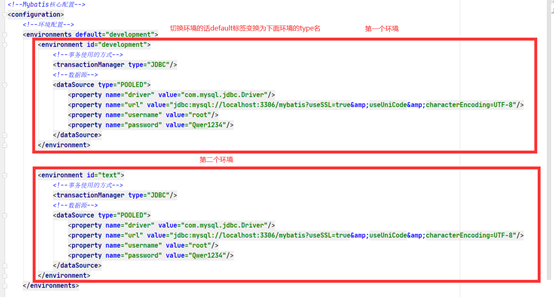 <!--Mybatis核心配置-->
<configuration>
<!--环境配置-->
切换环境的话default标签变换为下面环境的type名 第一个环境
<environments default="development">
<environment id="development">
<!--事务使用的方式-->
<transactionManager type="JDBC"/>
<!--数据源-->
<dataSource type="POOLED">
<property name="driver" value="com.mysql.jdbc.Driver"/>
<property name="url" value="jdbc:mysql://localhost:3306/mybatis?useSSL=true&amp;useUniCode&amp;characterEncoding=UTF-8"/>
<property name="username" value="root"/>
<property name="password" value="Qwer1234"/>
</dataSource>
</environment>
第二个环境
<environment id="text">
<!--事务使用的方式-->
<transactionManager type="JDBC"/>
<!--数据源-->
<dataSource type="POOLED">
<property name="driver" value="com.mysql.jdbc.Driver"/>
<property name="url" value="jdbc:mysql://localhost:3306/mybatis?useSSL=true&amp;useUniCode&amp;characterEncoding=UTF-8"/>
<property name="username" value="root"/>
<property name="password" value="Qwer1234"/>
</dataSource>
</environment>
</environments>